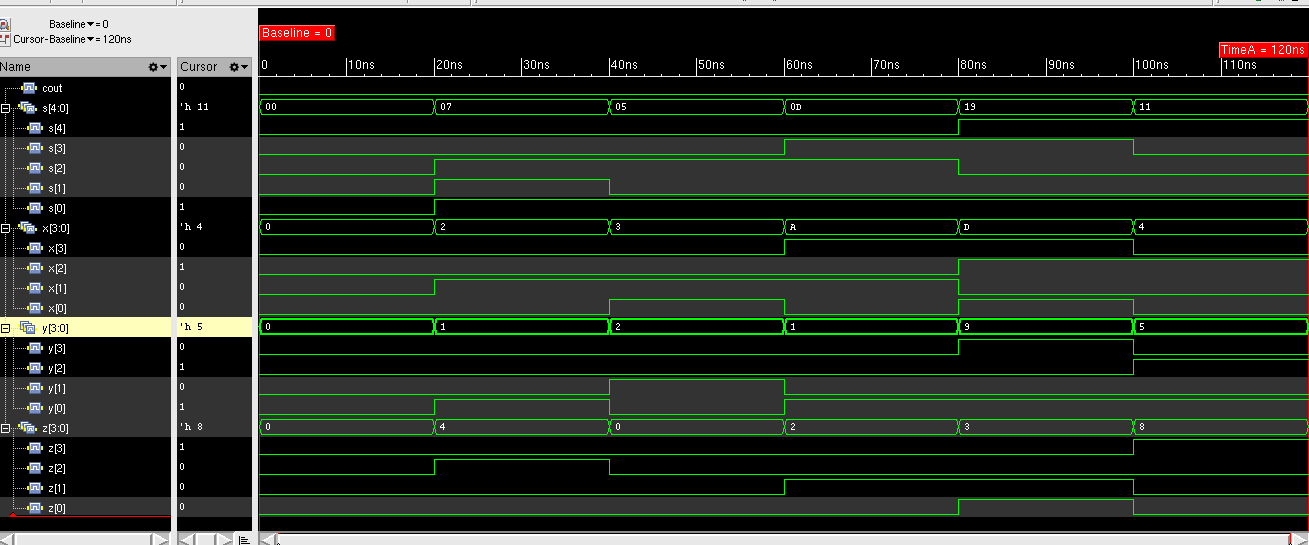 Baseline▾= 0
Cursor-Baseline▾= 120ns
Baseline = 0
TimeA = 120ns
Name Cursor 0 10ns 20ns 30ns 40ns 50ns 60ns 70ns 80ns 90ns 100ns 110ns
cout 0
s[4:0] 'h 11 00 07 05 0D 19 11
s[4] 1
s[3] 0
s[2] 0
s[1] 0
s[0] 1
x[3:0] 'h 4 0 2 3 A D 4
x[3] 0
x[2] 1
x[1] 0
x[0] 0
y[3:0] 'h 5 0 1 2 1 9 5
y[3] 0
y[2] 1
y[1] 0
y[0] 1
z[3:0] 'h 8 0 4 0 2 3 8
z[3] 1
z[2] 0
z[1] 0
z[0] 0